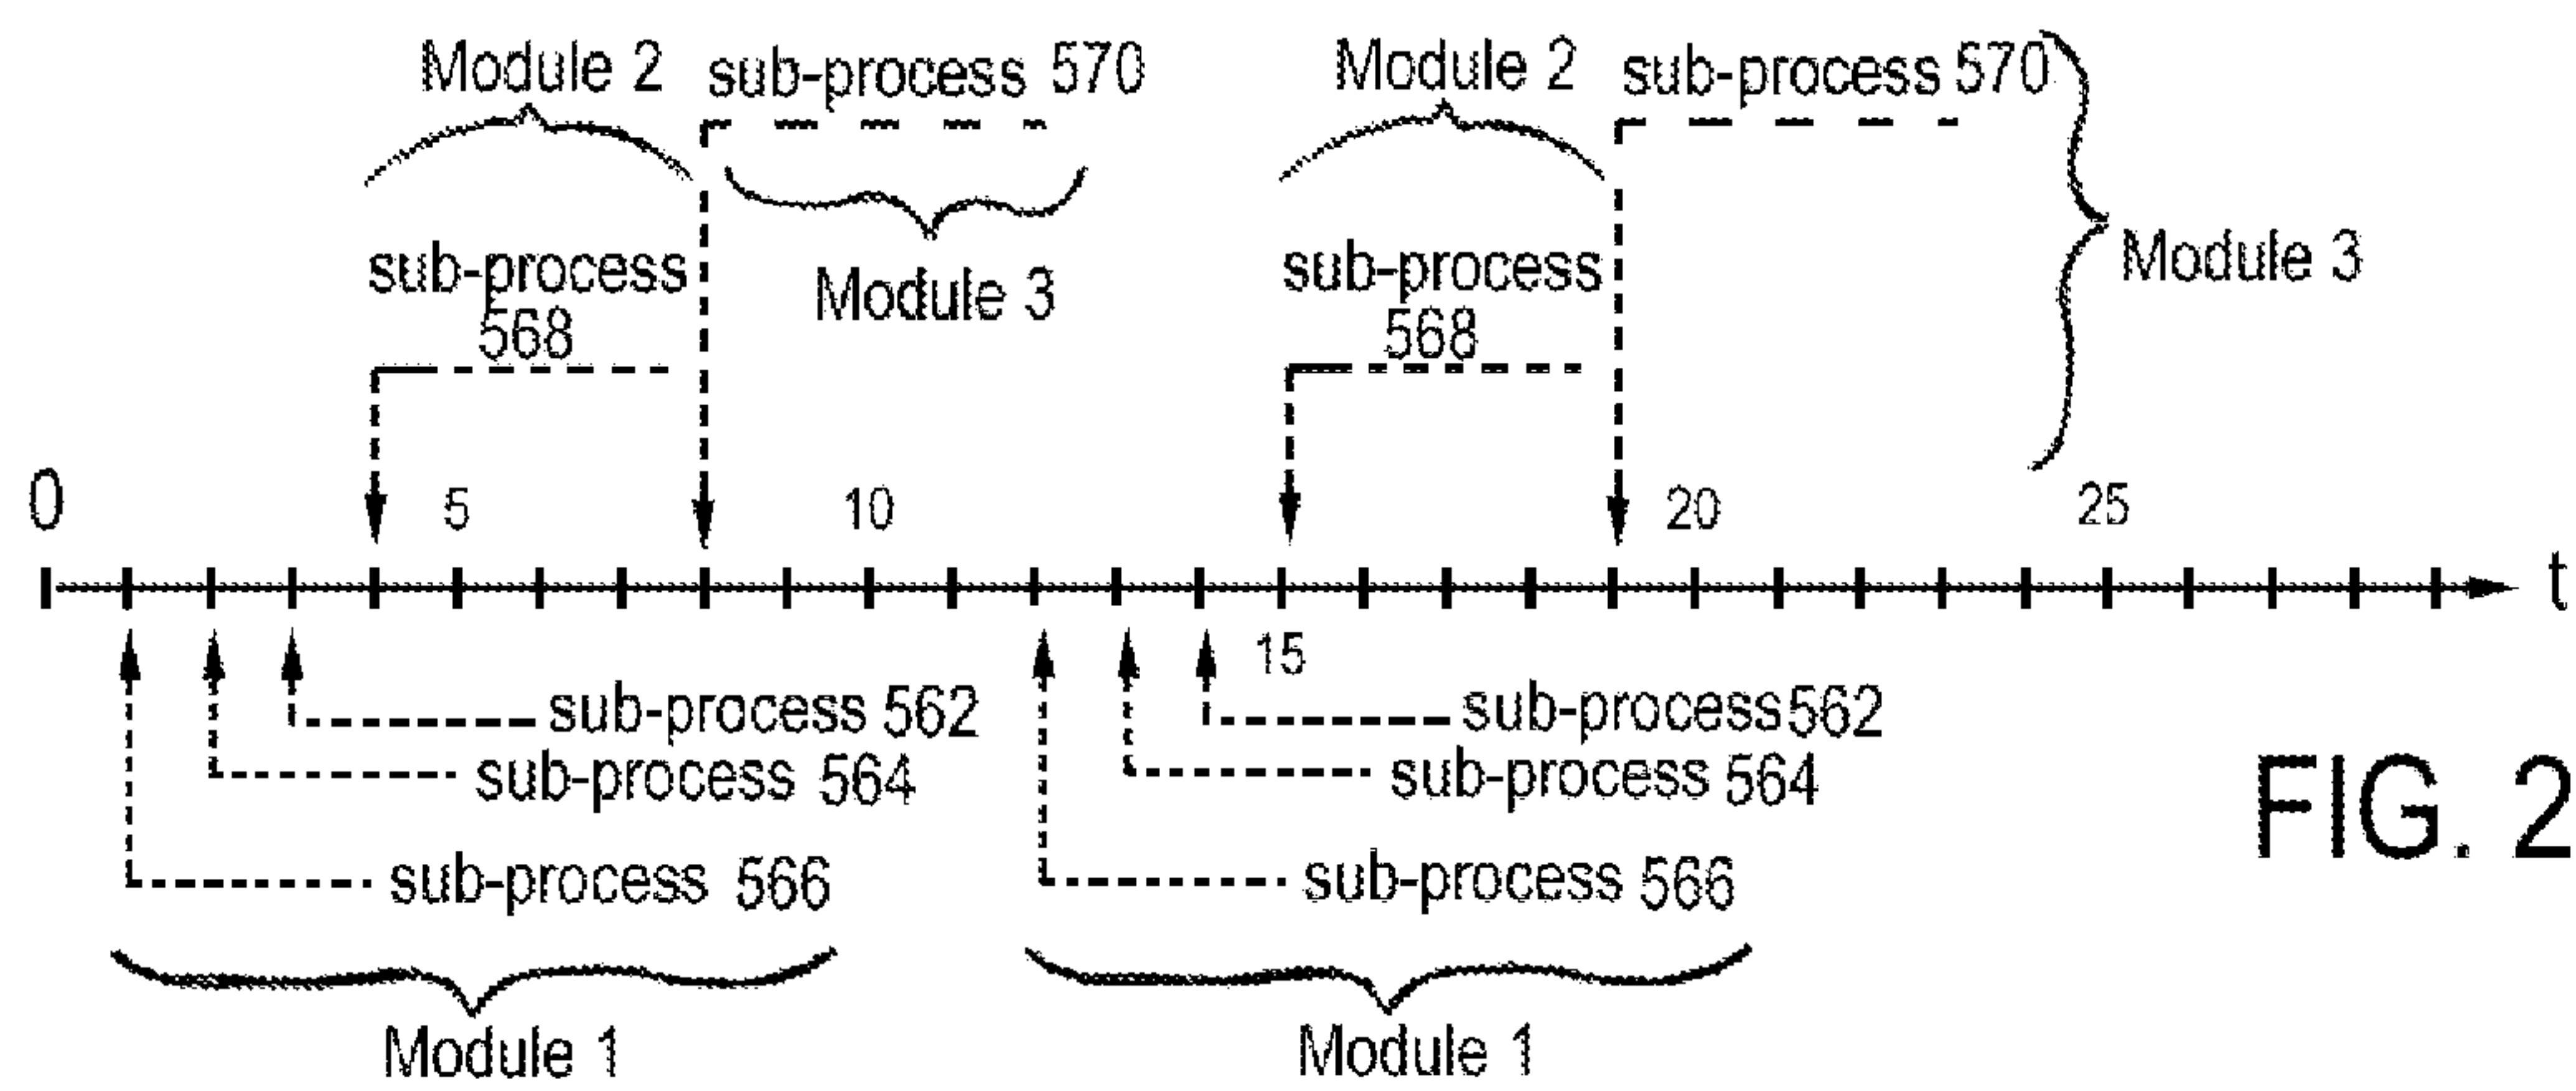 Module 2
sub-process 570
Module 2
sub-process 570
sub-process
568
Module 3
sub-process
568
Module 3
0
5
10
20
25
t
15
sub-process 562
sub-process 564
sub-process 566
sub-process562
sub-process 564
sub-process 566
FIG. 2
Module 1
Module 1